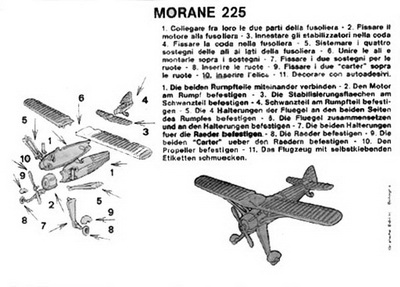 MORANE 225
1. Collegare fra loro le due parti della fusoliera - 2. Fissare il
motore alla fusoliera - 3. Innestare gli stabilizzatori nella coda
4. Fissare la coda nella fusoliera - 5. Sistemare i quattro
sostegni delle ali ai lati della fusoliera - 6. Unire le ali e
montarle sopra i sostegni - 7. Fissare i due sostegni per le
ruote - 8. Inserire le ruote - 9. Fissare i due "carter" sopra
le ruote - 10. inserire l'elica - 11. Decorare con autoadesivi.
1. Die beiden Rumpfteile miteinander verbinden - 2. Den Motor
am Rumpf befestigen - 3. Die Stabilisierungsflaechen am
Schwanzteil befestigen - 4. Schwanzteil am Rumpfteil befesti-
gen - 5. Die Halterungen der Fluegel an den beiden Seiten
des Rumpfes befestigen - 6. Die Fluegel zusammensetzen
und an den Halterungen befestigen - 7. Die beiden Halterungen
fuer die Raeder befestigen - 8. Die Raeder befestigen - 9. Die
beiden "Carter" ueber den Raedern befestigen - 10. Den
Propeller befestigen - 11. Das Flugzeug mit selbstklebenden
Etiketten schmuecken.
6
4
5
3
1
10
9
2
5
8
9
7
8